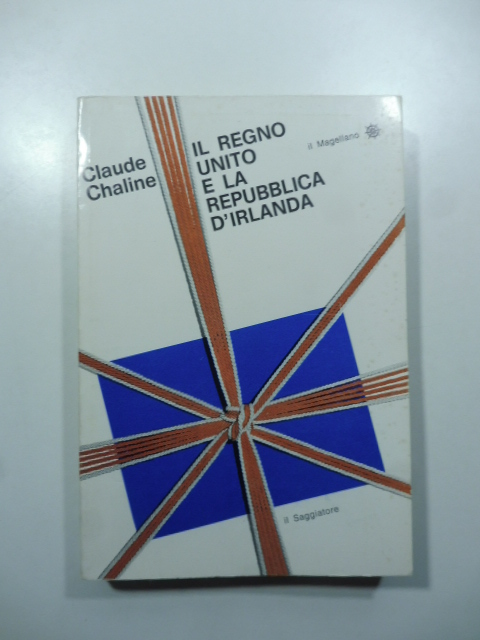 Claude
Chaline
IL REGNO
UNITO
E LA
REPUBBLICA
D'IRLANDA
il Magellano
il Saggiatore